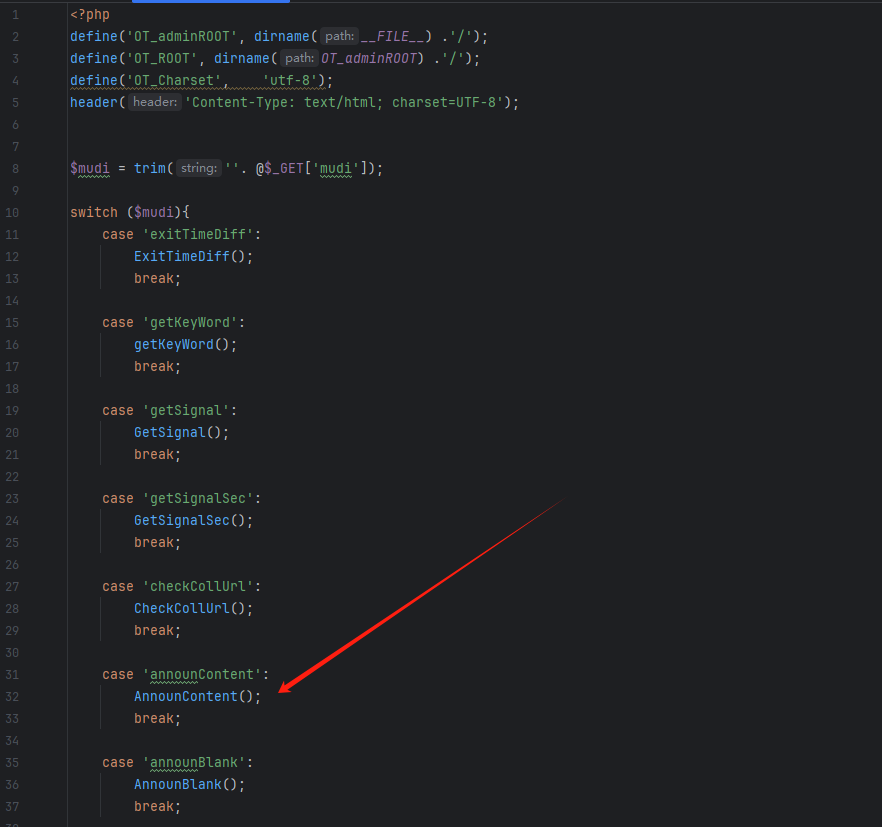 1 <?php
2 define('OT_adminROOT', dirname( path: __FILE__) .'/');
3 define('OT_ROOT', dirname( path: OT_adminROOT) .'/');
4 define('OT_Charset',    'utf-8');
5 header( header: 'Content-Type: text/html; charset=UTF-8');
6
7
8 $mudi = trim( string: ''. @$_GET['mudi']);
9
10 switch ($mudi){
11     case 'exitTimeDiff':
12         ExitTimeDiff();
13         break;
14
15     case 'getKeyWord':
16         getKeyWord();
17         break;
18
19     case 'getSignal':
20         GetSignal();
21         break;
22
23     case 'getSignalSec':
24         GetSignalSec();
25         break;
26
27     case 'checkCollUrl':
28         CheckCollUrl();
29         break;
30
31     case 'announContent':
32         AnnounContent();
33         break;
34
35     case 'announBlank':
36         AnnounBlank();
37         break;